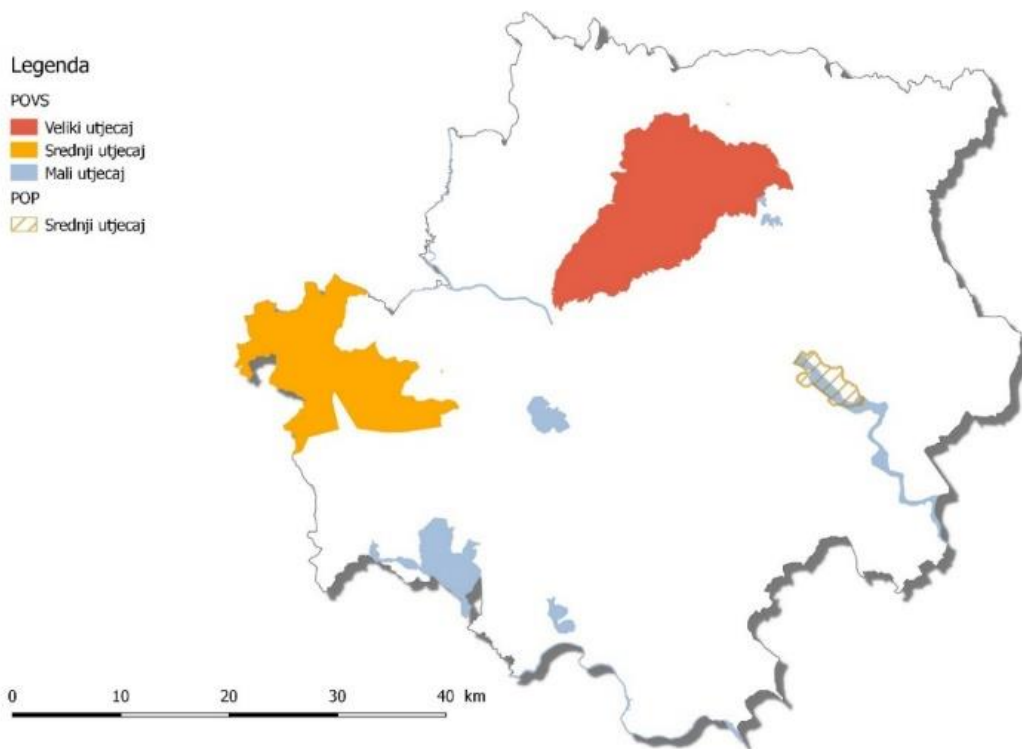 Legenda
POVS
Veliki utjecaj
Srednji utjecaj
Mali utjecaj
POP
Srednji utjecaj
0 10 20 30 40 km